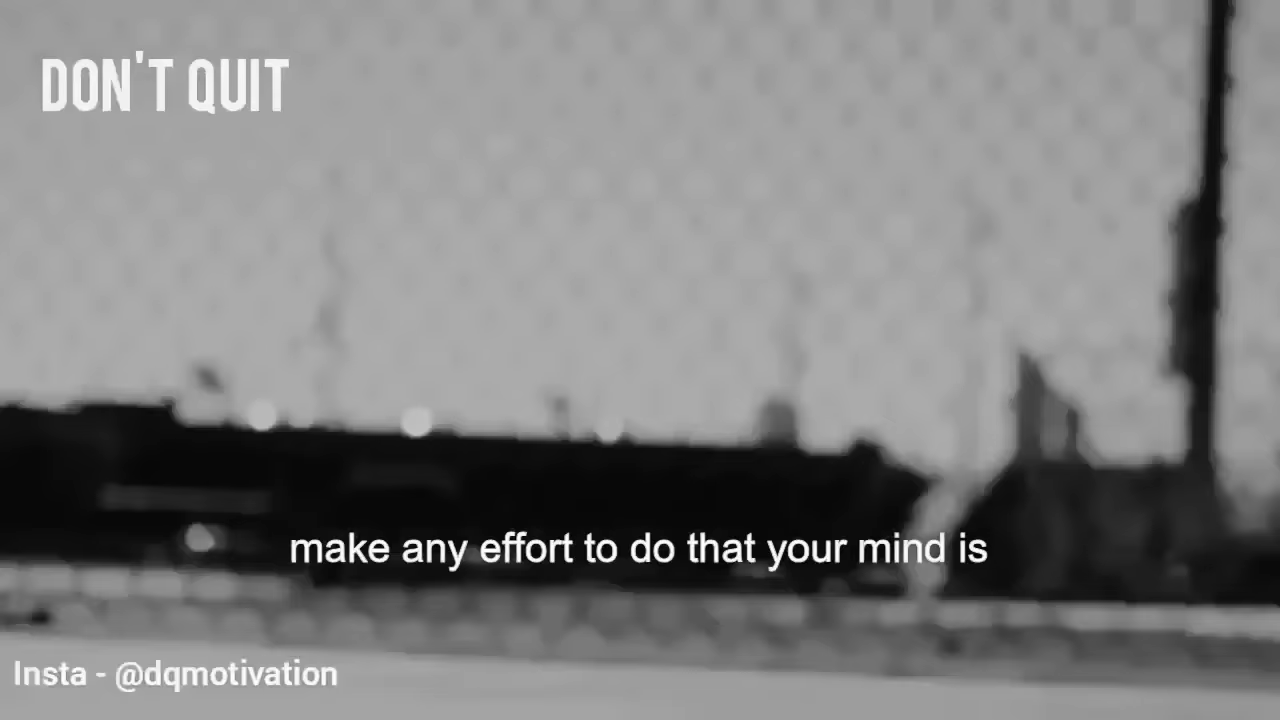 DON'T QUIT
make any effort to do that your mind is
Insta - @dqmotivation